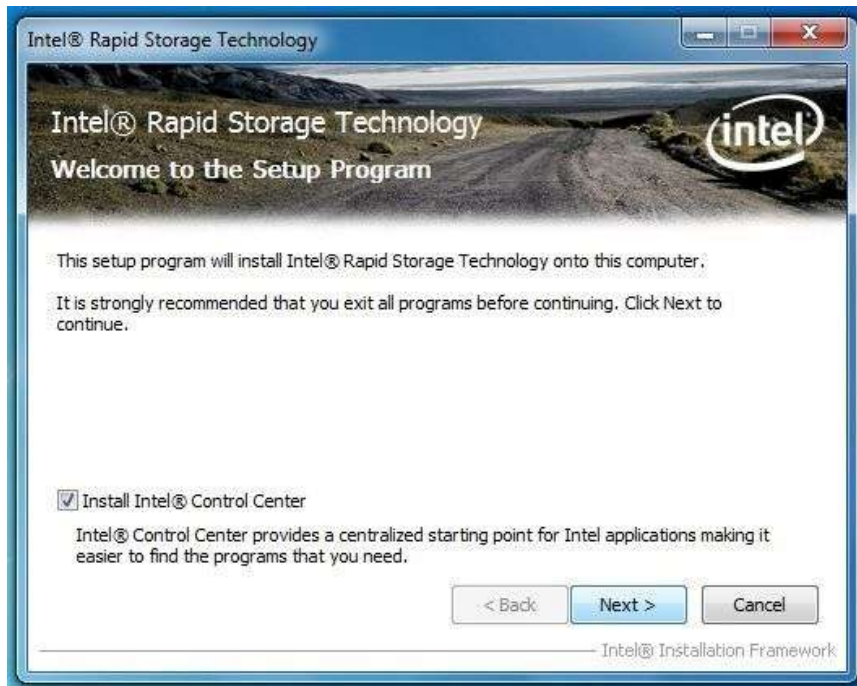 Intel® Rapid Storage Technology
Intel® Rapid Storage Technology
intel
Welcome to the Setup Program
This setup program will install Intel® Rapid Storage Technology onto this computer.
It is strongly recommended that you exit all programs before continuing. Click Next to
continue.
Install Intel® Control Center
Intel® Control Center provides a centralized starting point for Intel applications making it
easier to find the programs that you need.
< Back Next > Cancel
Intel® Installation Framework